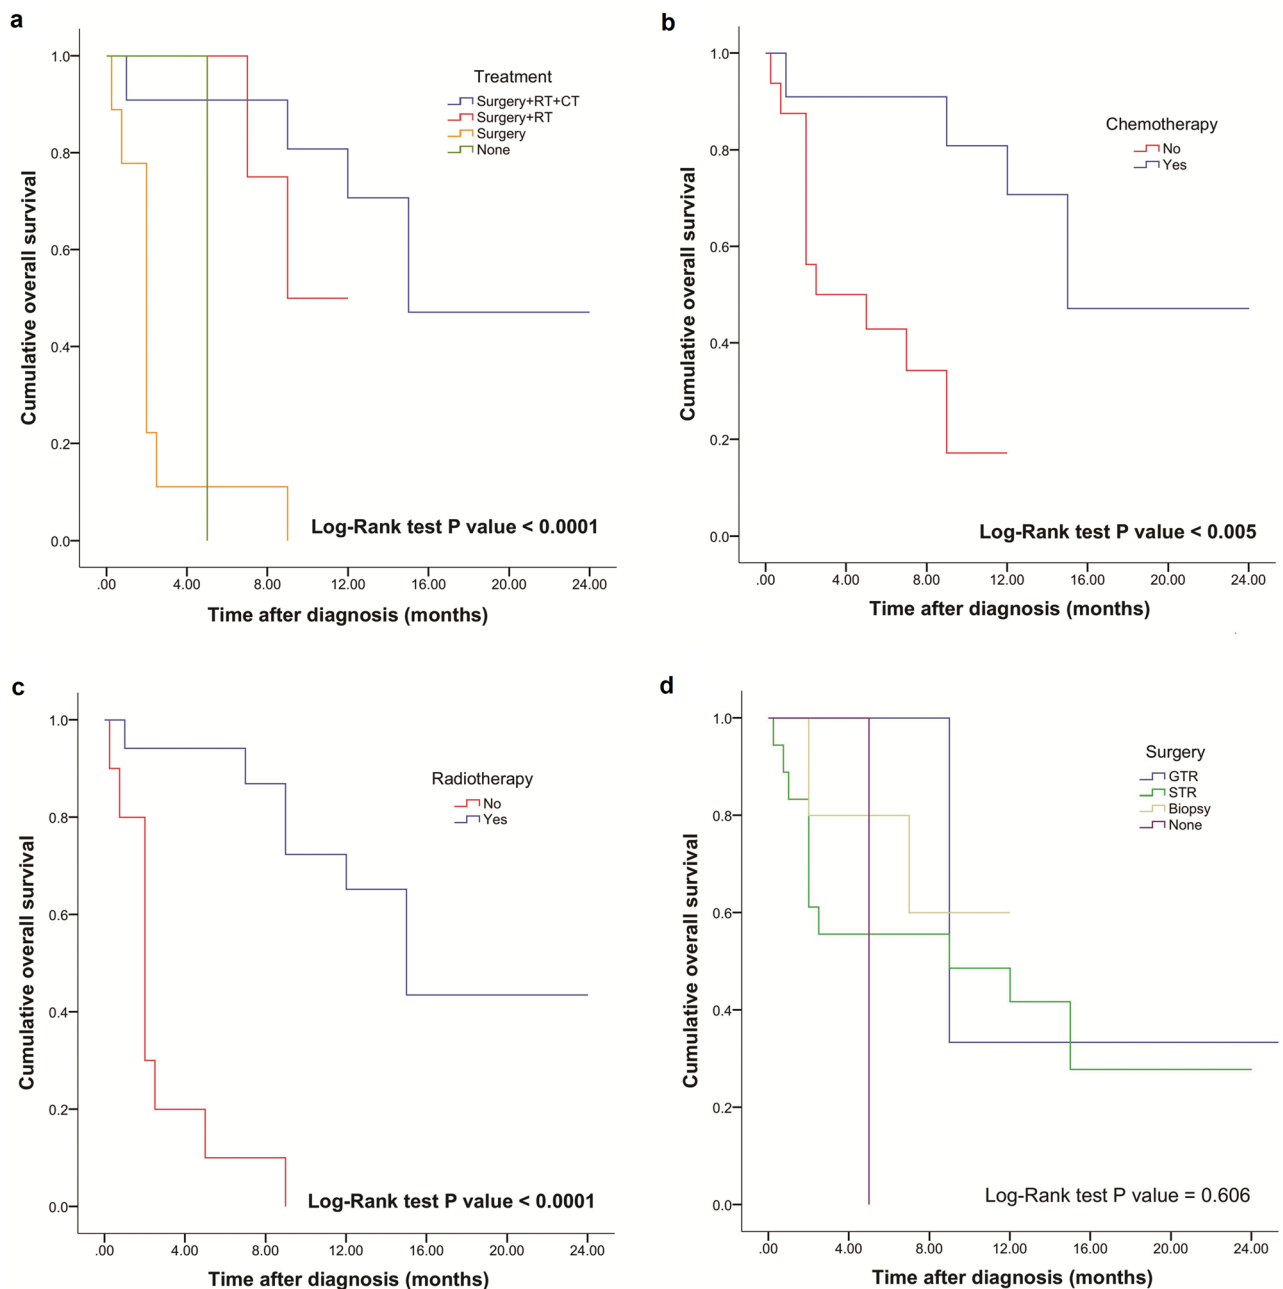 a
Cumulative overall survival
1.0
0.8
0.6
0.4
0.2
0.0
Treatment
Surgery+RT+CT
Surgery+RT
Surgery
None
Log-Rank test P value < 0.0001
.00 4.00 8.00 12.00 16.00 20.00 24.00
Time after diagnosis (months)
b
Cumulative overall survival
1.0
0.8
0.6
0.4
0.2
0.0
Chemotherapy
No
Yes
Log-Rank test P value < 0.005
.00 4.00 8.00 12.00 16.00 20.00 24.00
Time after diagnosis (months)
c
Cumulative overall survival
1.0
0.8
0.6
0.4
0.2
0.0
Radiotherapy
No
Yes
Log-Rank test P value < 0.0001
.00 4.00 8.00 12.00 16.00 20.00 24.00
Time after diagnosis (months)
d
Cumulative overall survival
1.0
0.8
0.6
0.4
0.2
0.0
Surgery
GTR
STR
Biopsy
None
Log-Rank test P value = 0.606
.00 4.00 8.00 12.00 16.00 20.00 24.00
Time after diagnosis (months)